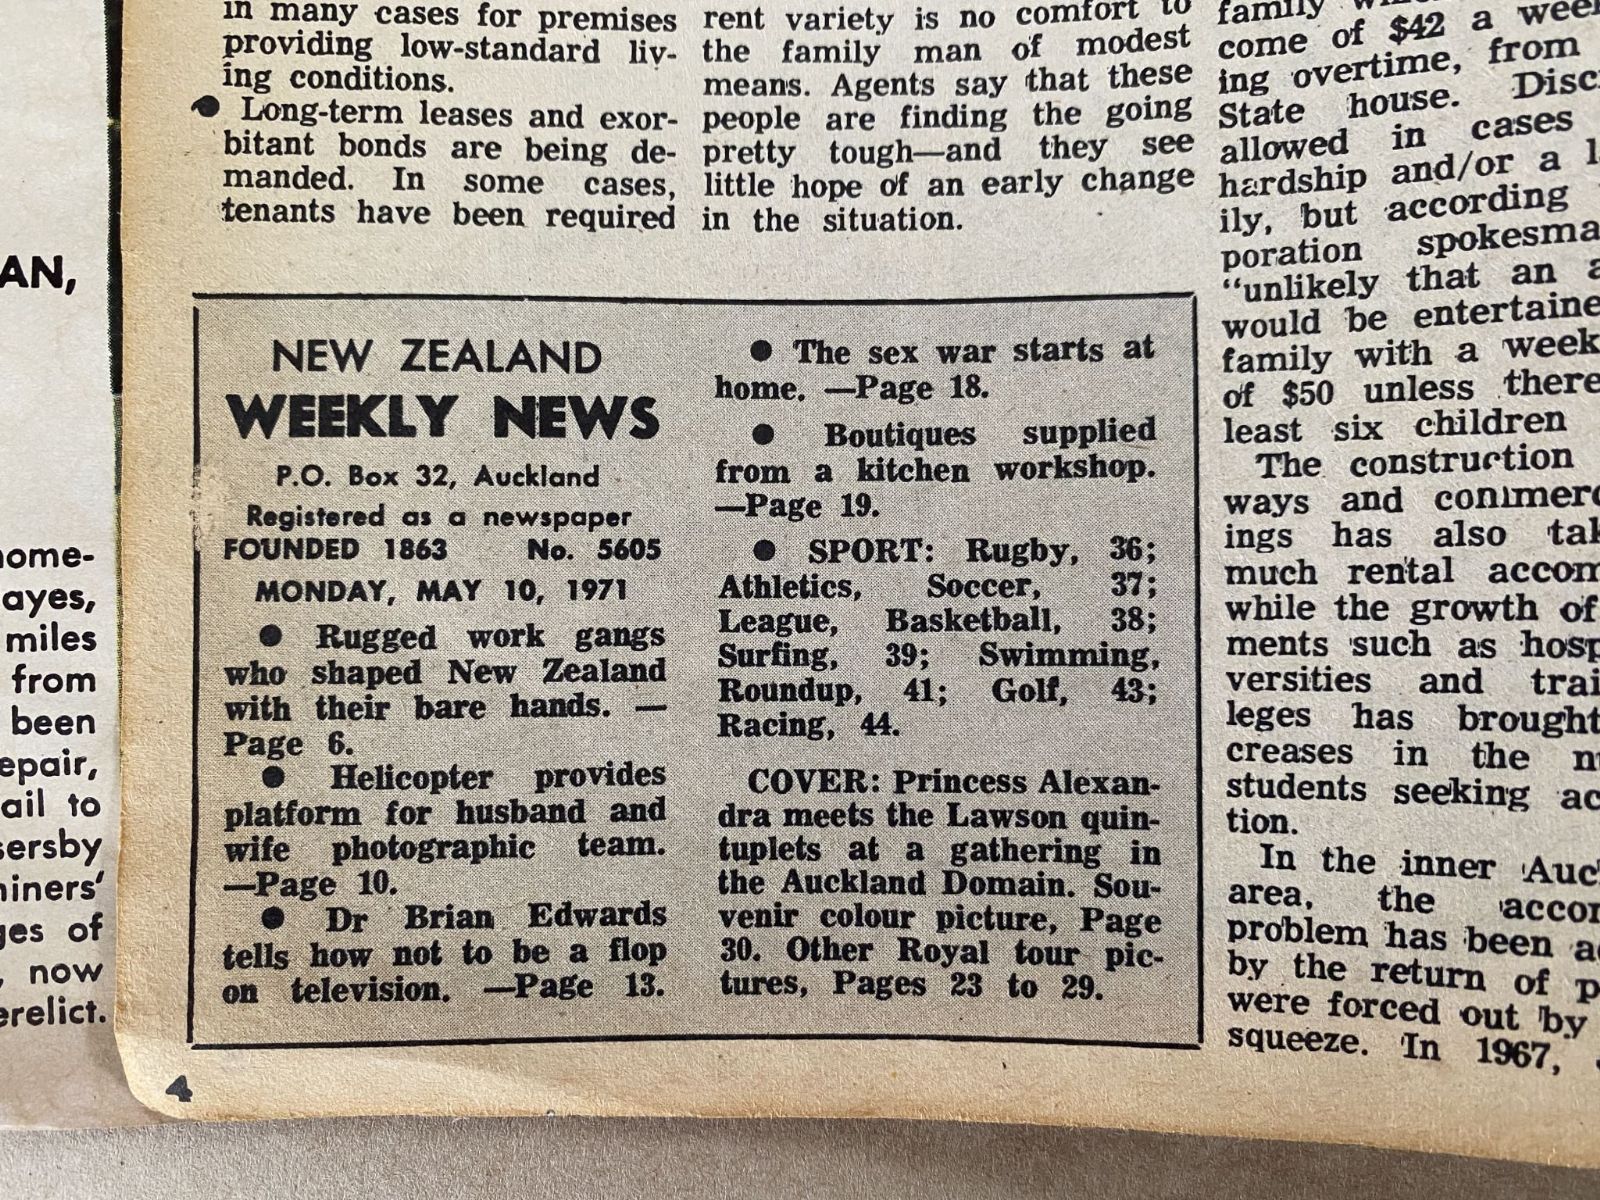 AN,
ome-
ayes,
miles
from
been
epair,
ail to
sersby
miners'
ges of
, now
erelict.
in many cases for premises
providing low-standard liv-
ing conditions.
● Long-term leases and exor-
bitant bonds are being de-
manded. In some cases,
tenants have been required
rent variety is no comfort to
the family man of modest
means. Agents say that these
people are finding the going
pretty tough—and they see
little hope of an early change
in the situation.
NEW ZEALAND
WEEKLY NEWS
P.O. Box 32, Auckland
Registered as a newspaper
FOUNDED 1863 No. 5605
MONDAY, MAY 10, 1971
● Rugged work gangs
who shaped New Zealand
with their bare hands. —
Page 6.
● Helicopter provides
platform for husband and
wife photographic team.
—Page 10.
● Dr Brian Edwards
tells how not to be a flop
on television. —Page 13.
● The sex war starts at
home. —Page 18.
● Boutiques supplied
from a kitchen workshop.
—Page 19.
● SPORT: Rugby, 36;
Athletics, Soccer, 37;
League, Basketball, 38;
Surfing, 39; Swimming,
Roundup, 41; Golf, 43;
Racing, 44.
COVER: Princess Alexan-
dra meets the Lawson quin-
tuplets at a gathering in
the Auckland Domain. Sou-
venir colour picture, Page
30. Other Royal tour pic-
tures, Pages 23 to 29.
family
come of $42 a week
ing overtime, from
State house. Disc
allowed in cases
hardship and/or a l
ily, but according
poration spokesma
"unlikely that an a
would be entertaine
family with a week
of $50 unless there
least six children
The construction
ways and commerc
ings has also tak
much rental accom
while the growth of
ments such as hosp
versities and trai
leges has brought
creases in the n
students seeking ac
tion.
In the inner Auc
area, the accor
problem has been a
by the return of p
were forced out by
squeeze. In 1967,
4